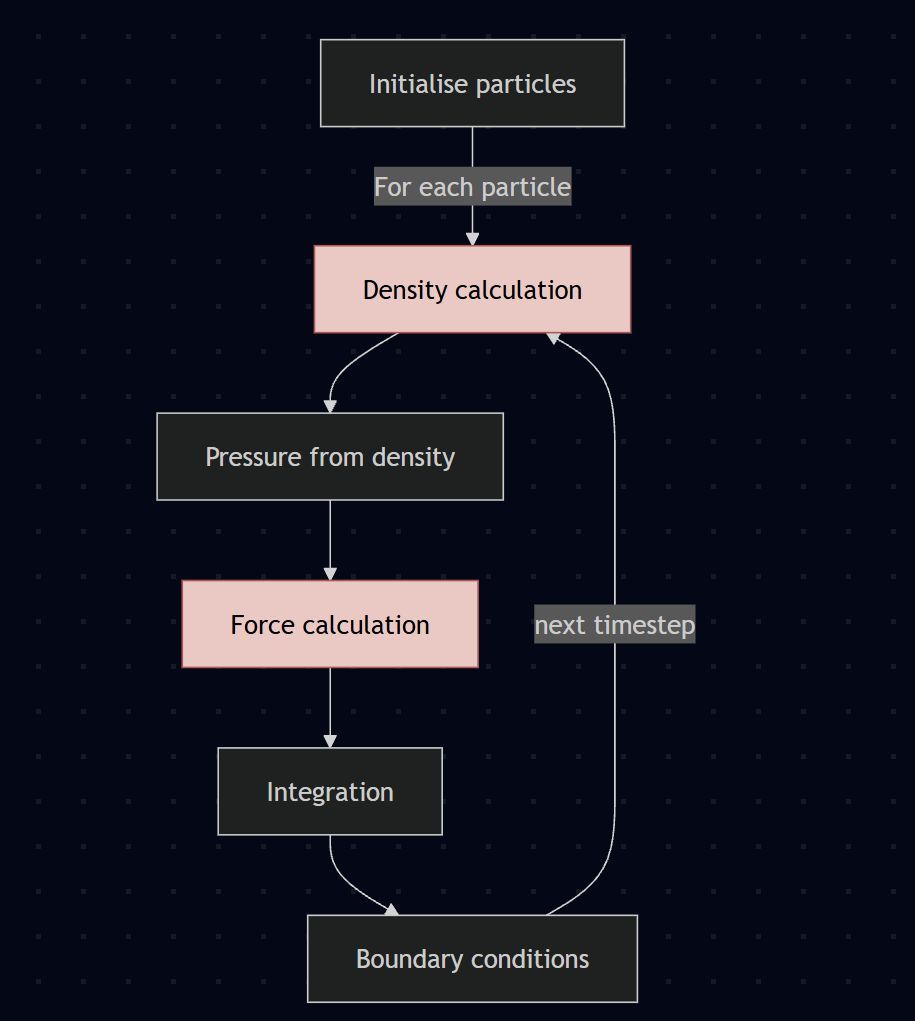 Initialise particles
For each particle
Density calculation
Pressure from density
Force calculation
next timestep
Integration
Boundary conditions